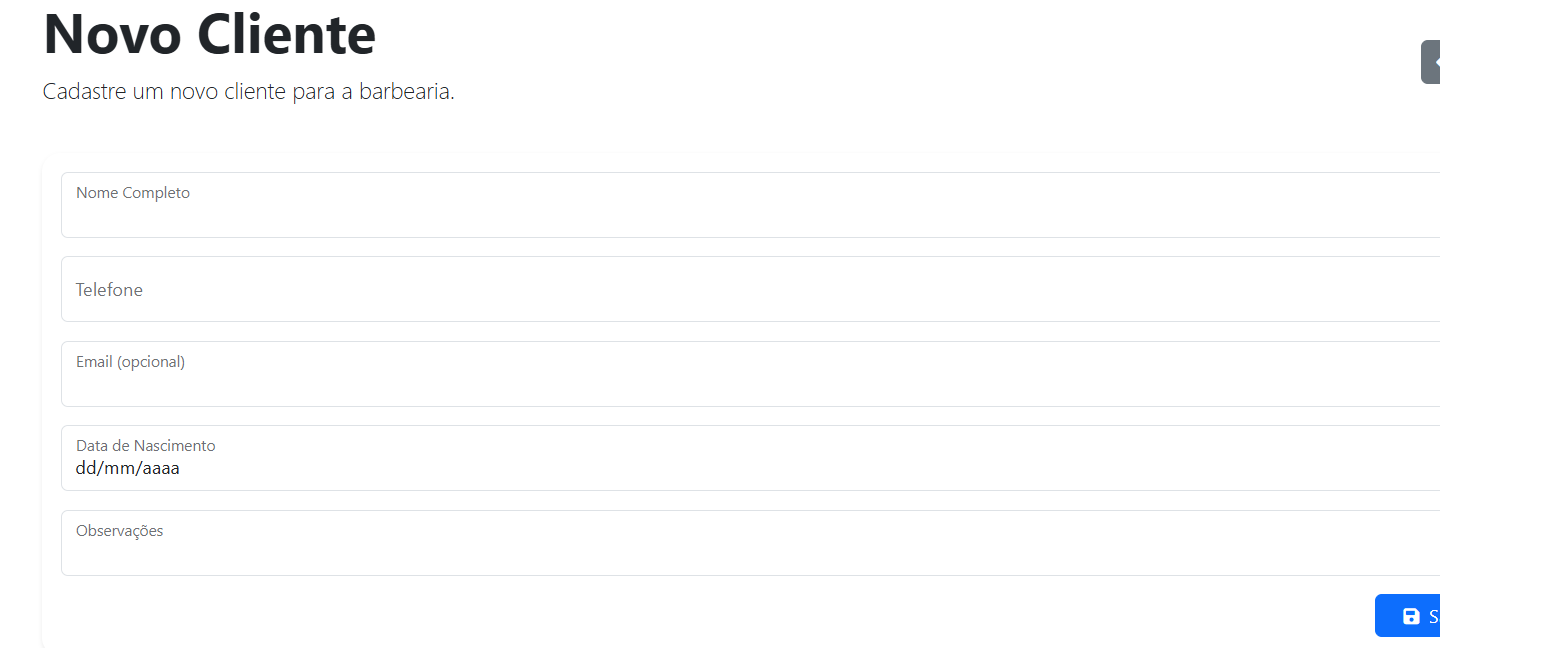 Novo Cliente
Cadastre um novo cliente para a barbearia.
Nome Completo
Telefone
Email (opcional)
Data de Nascimento
dd/mm/aaaa
Observações